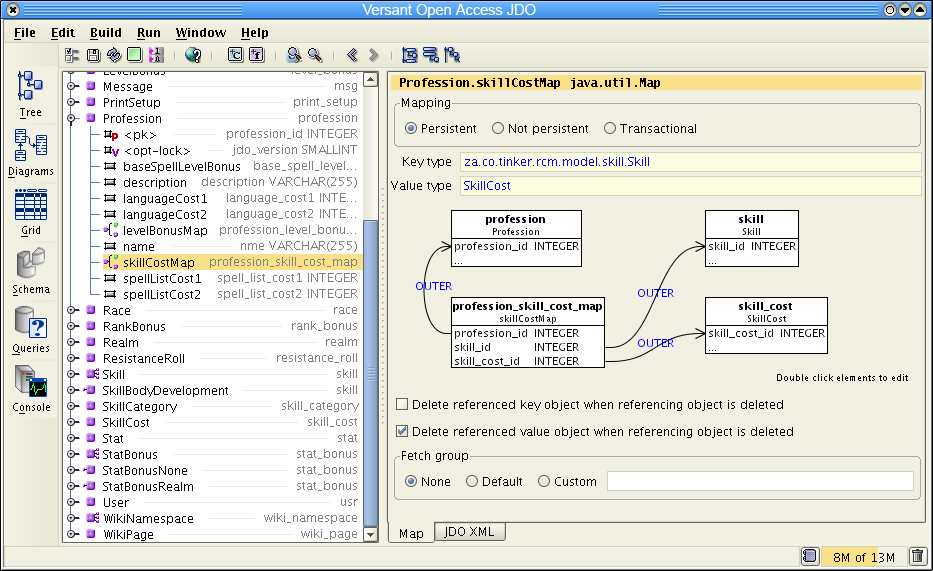 Versant Open Access JDO
File Edit Build Run Window Help
Tree
Diagrams
Grid
Schema
Queries
Console
LevelBonus level_bonus
Message msg
PrintSetup print_setup
Profession profession
<pk> profession_id INTEGER
<opt-lock> jdo_version SMALLINT
baseSpellLevelBonus base_spell_level...
description description VARCHAR(255)
languageCost1 language_cost1 INTE...
languageCost2 language_cost2 INTE...
levelBonusMap profession_level_bonu...
name nme VARCHAR(255)
skillCostMap profession_skill_cost_map
spellListCost1 spell_list_cost1 INTEGER
spellListCost2 spell_list_cost2 INTEGER
Race race
RankBonus rank_bonus
Realm realm
ResistanceRoll resistance_roll
Skill skill
SkillBodyDevelopment skill
SkillCategory skill_category
SkillCost skill_cost
Stat stat
StatBonus stat_bonus
StatBonusNone stat_bonus
StatBonusRealm stat_bonus
User usr
WikiNamespace wiki_namespace
WikiPage wiki_page
Profession.skillCostMap java.util.Map
Mapping
Persistent Not persistent Transactional
Key type za.co.tinker.rcm.model.skill.Skill
Value type SkillCost
profession
Profession
profession_id INTEGER
...
skill
Skill
skill_id INTEGER
...
OUTER
OUTER
profession_skill_cost_map
skillCostMap
profession_id INTEGER
skill_id INTEGER
skill_cost_id INTEGER
OUTER
skill_cost
SkillCost
skill_cost_id INTEGER
...
Double click elements to edit
Delete referenced key object when referencing object is deleted
Delete referenced value object when referencing object is deleted
Fetch group
None Default Custom
Map JDO XML
8M of 13M